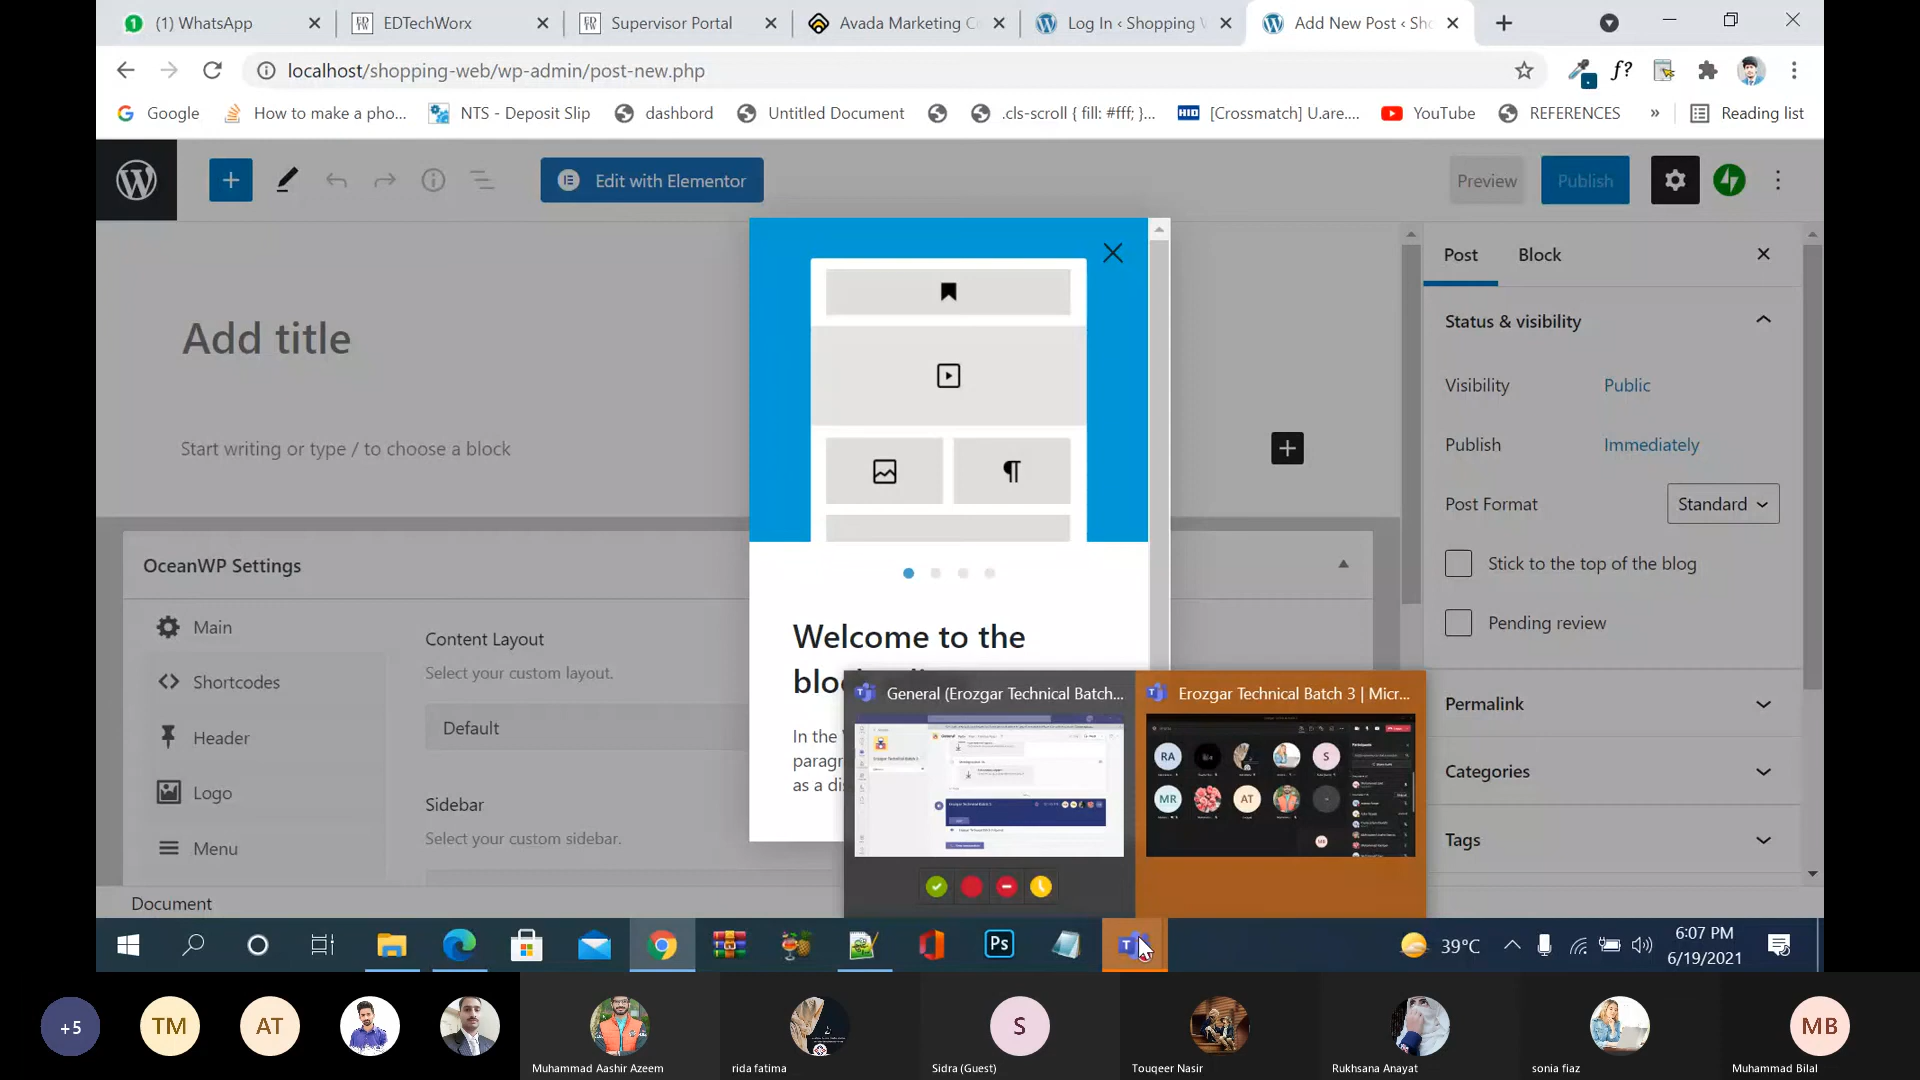 (1) WhatsApp
EDTechWorx
Supervisor Portal
Avada Marketing C
Log In ‹ Shopping
Add New Post ‹ Sho
localhost/shopping-web/wp-admin/post-new.php
f?
Google
How to make a pho...
NTS - Deposit Slip
dashbord
Untitled Document
.cls-scroll { fill: #fff; }...
HID
[Crossmatch] U.are....
YouTube
REFERENCES
»
Reading list
Edit with Elementor
Preview
Publish
Add title
Start writing or type / to choose a block
OceanWP Settings
Main
Shortcodes
Header
Logo
Menu
Content Layout
Select your custom layout.
Default
Sidebar
Select your custom sidebar.
Document
Welcome to the
In the
paragr
as a di
Post
Block
Status & visibility
Visibility
Public
Publish
Immediately
Post Format
Standard
Stick to the top of the blog
Pending review
Permalink
Categories
Tags
General (Erozgar Technical Batch...
Erozgar Technical Batch 3 | Micr...
RA
S
MR
AT
MB
Ps
T
39°C
6:07 PM
6/19/2021
+5
TM
AT
S
MB
Muhammad Aashir Azeem
rida fatima
Sidra (Guest)
Touqeer Nasir
Rukhsana Anayat
sonia fiaz
Muhammad Bilal